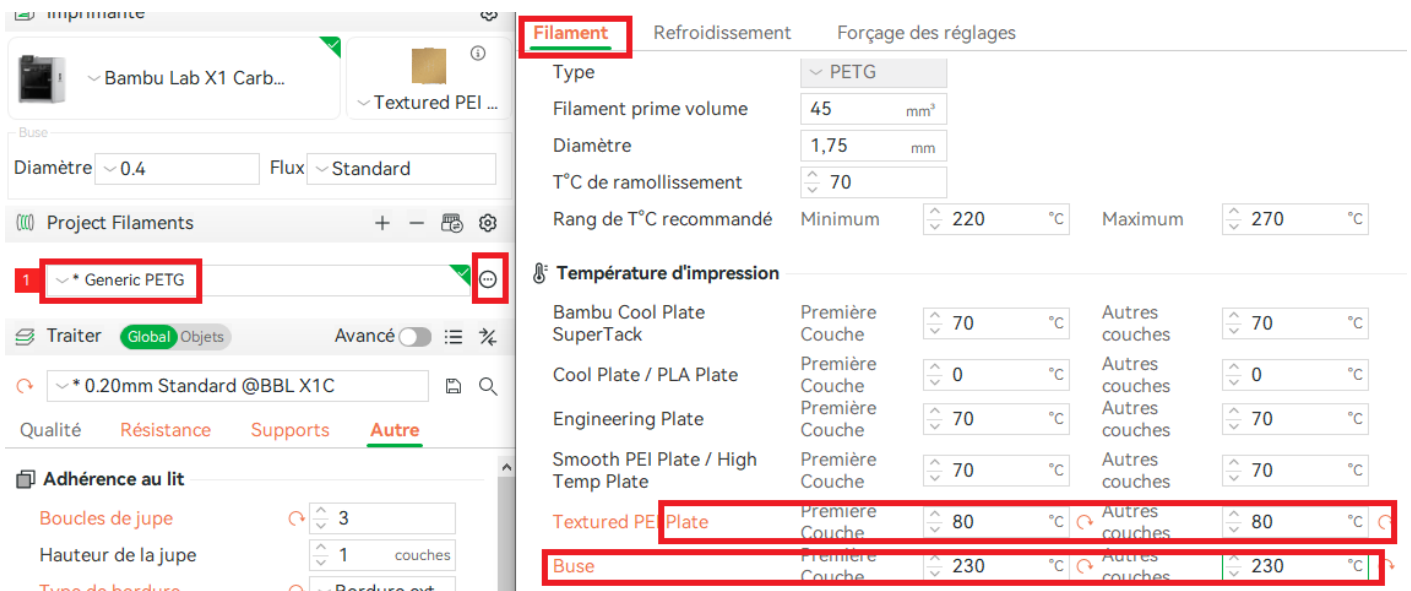 Imprimante
Bambu Lab X1 Carb...
Textured PEI ...
Buse
Diamètre 0.4 Flux Standard
Project Filaments
1 * Generic PETG
Traiter Global Objets Avancé
* 0.20mm Standard @BBL X1C
Qualité Résistance Supports Autre
Adhérence au lit
Boucles de jupe 3
Hauteur de la jupe 1 couches
Type de bordure Bordure ext...
Filament Refroidissement Forçage des réglages
Type PETG
Filament prime volume 45 mm³
Diamètre 1,75 mm
T°C de ramollissement 70
Rang de T°C recommandé Minimum 220 °C Maximum 270 °C
Température d'impression
Bambu Cool Plate SuperTack Première Couche 70 °C Autres couches 70 °C
Cool Plate / PLA Plate Première Couche 0 °C Autres couches 0 °C
Engineering Plate Première Couche 70 °C Autres couches 70 °C
Smooth PEI Plate / High Temp Plate Première Couche 70 °C Autres couches 70 °C
Textured PEI Plate Première Couche 80 °C Autres couches 80 °C
Buse Première Couche 230 °C Autres couches 230 °C